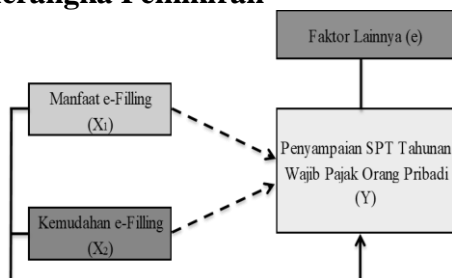 Kerangka Pemikiran
Faktor Lainnya (e)
Manfaat e-Filling
(X1)
Penyampaian SPT Tahunan
Wajib Pajak Orang Pribadi
(Y)
Kemudahan e-Filling
(X2)